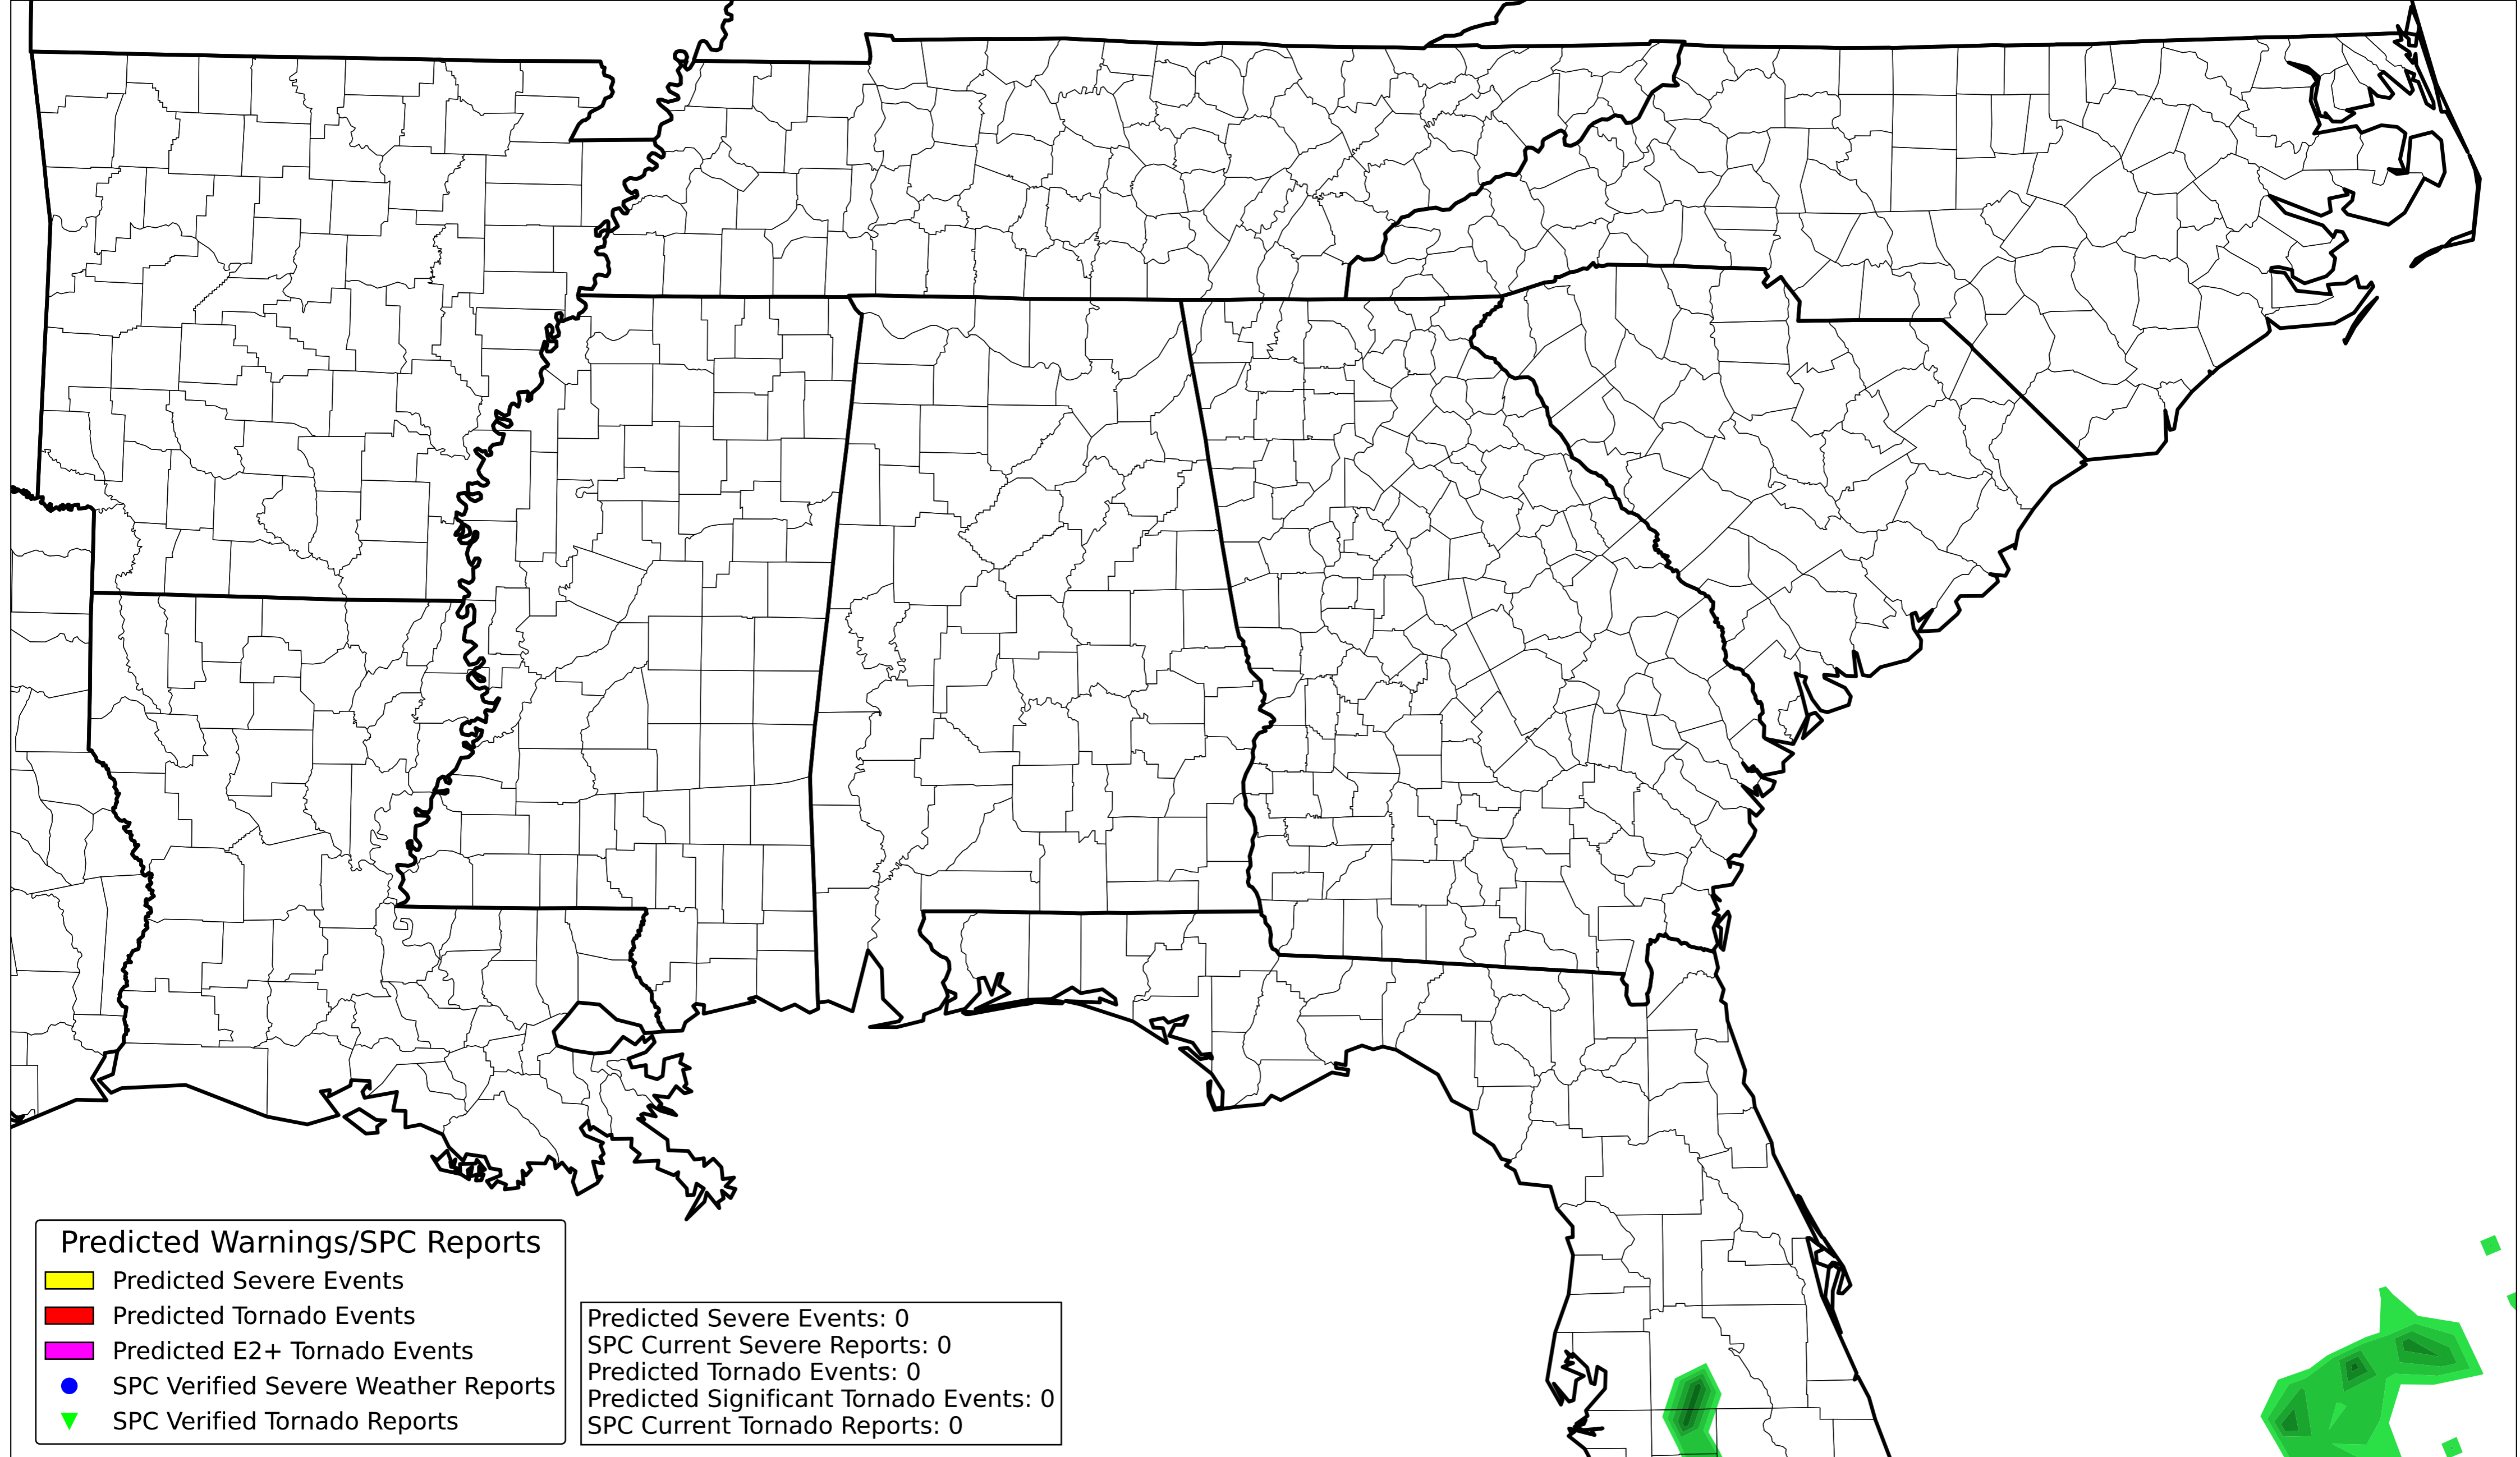 Predicted Warnings/SPC Reports
Predicted Severe Events
Predicted Tornado Events
Predicted E2+ Tornado Events
SPC Verified Severe Weather Reports
SPC Verified Tornado Reports
Predicted Severe Events: 0
SPC Current Severe Reports: 0
Predicted Tornado Events: 0
Predicted Significant Tornado Events: 0
SPC Current Tornado Reports: 0